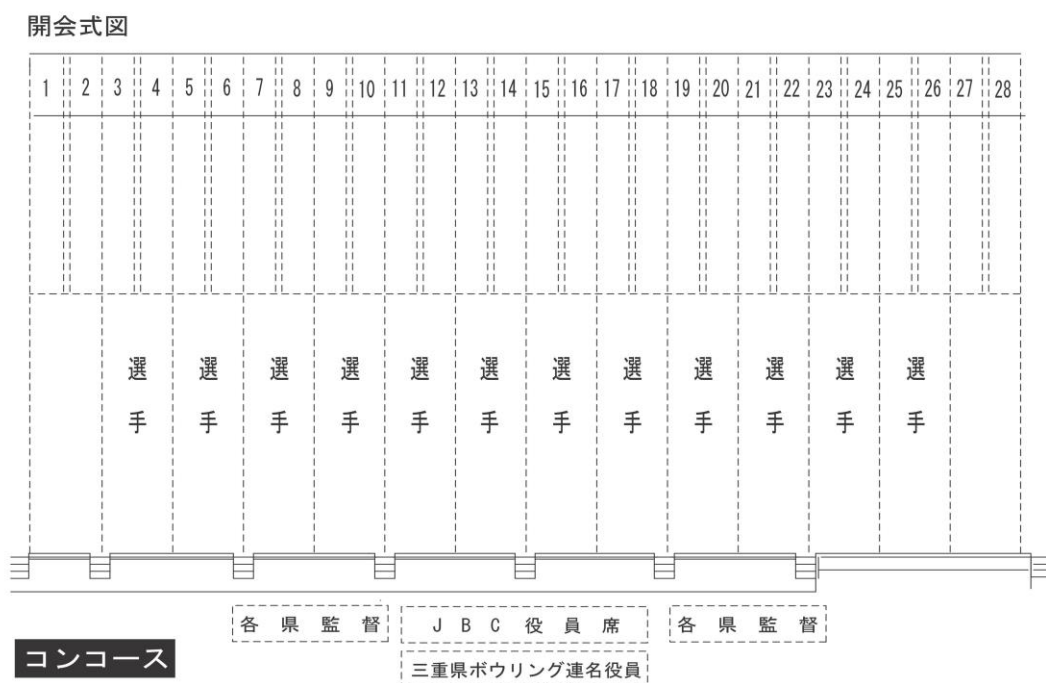 開会式図
1 2 3 4 5 6 7 8 9 10 11 12 13 14 15 16 17 18 19 20 21 22 23 24 25 26 27 28
選手 選手 選手 選手 選手 選手 選手 選手 選手 選手 選手 選手
各県監督 JBC役員席 各県監督
コンコース
三重県ボウリング連名役員